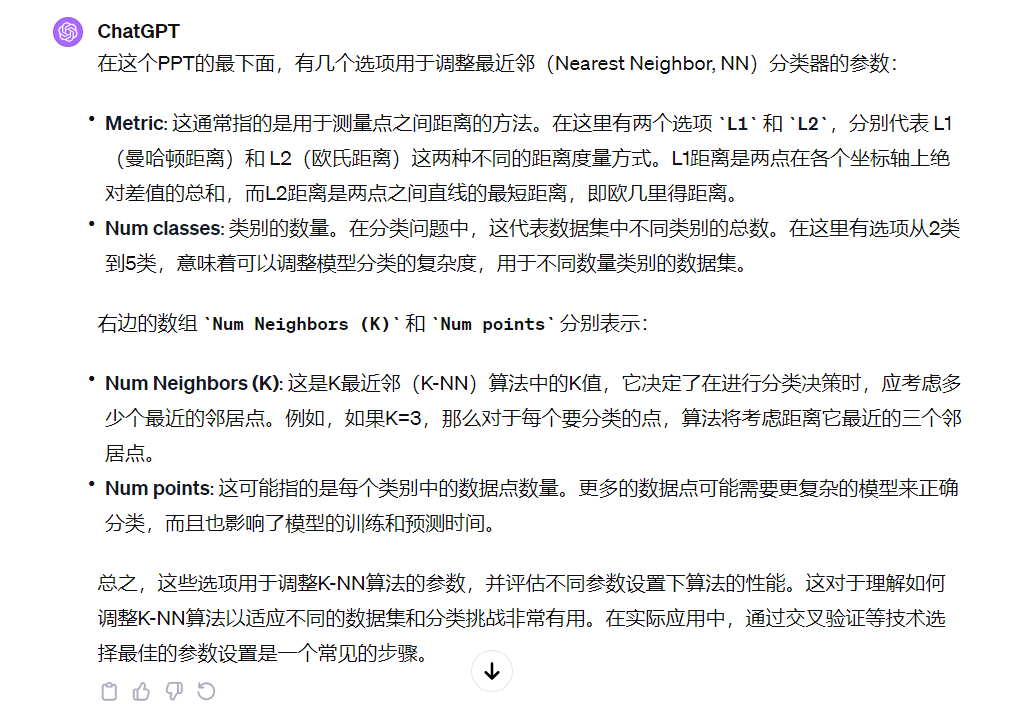 ChatGPT
在这个PPT的最下面，有几个选项用于调整最近邻（Nearest Neighbor, NN）分类器的参数：
• Metric: 这通常指的是用于测量点之间距离的方法。在这里有两个选项 `L1` 和 `L2`，分别代表 L1
（曼哈顿距离）和 L2（欧氏距离）这两种不同的距离度量方式。L1距离是两点在各个坐标轴上绝
对差值的总和，而L2距离是两点之间直线的最短距离，即欧几里得距离。
• Num classes: 类别的数量。在分类问题中，这代表数据集中不同类别的总数。在这里有选项从2类
到5类，意味着可以调整模型分类的复杂度，用于不同数量类别的数据集。
右边的数组 `Num Neighbors (K)` 和 `Num points` 分别表示：
• Num Neighbors (K): 这是K最近邻（K-NN）算法中的K值，它决定了在进行分类决策时，应考虑多
少个最近的邻居点。例如，如果K=3，那么对于每个要分类的点，算法将考虑距离它最近的三个邻
居点。
• Num points: 这可能指的是每个类别中的数据点数量。更多的数据点可能需要更复杂的模型来正确
分类，而且也影响了模型的训练和预测时间。
总之，这些选项用于调整K-NN算法的参数，并评估不同参数设置下算法的性能。这对于理解如何
调整K-NN算法以适应不同的数据集和分类挑战非常有用。在实际应用中，通过交叉验证等技术选
择最佳的参数设置是一个常见的步骤。